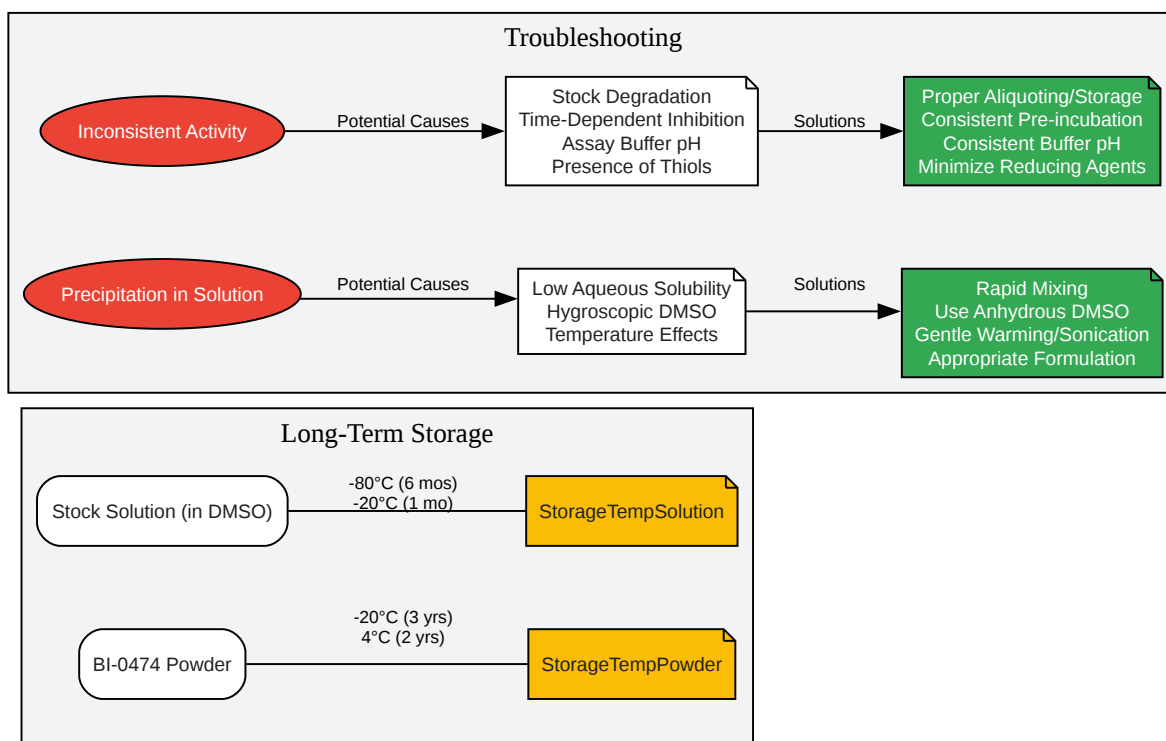 Troubleshooting
Inconsistent Activity
Potential Causes
Stock Degradation
Time-Dependent Inhibition
Assay Buffer pH
Presence of Thiols
Solutions
Proper Aliquoting/Storage
Consistent Pre-incubation
Consistent Buffer pH
Minimize Reducing Agents
Precipitation in Solution
Potential Causes
Low Aqueous Solubility
Hygroscopic DMSO
Temperature Effects
Solutions
Rapid Mixing
Use Anhydrous DMSO
Gentle Warming/Sonication
Appropriate Formulation
Long-Term Storage
Stock Solution (in DMSO)
-80°C (6 mos)
-20°C (1 mo)
StorageTempSolution
BI-0474 Powder
-20°C (3 yrs)
4°C (2 yrs)
StorageTempPowder